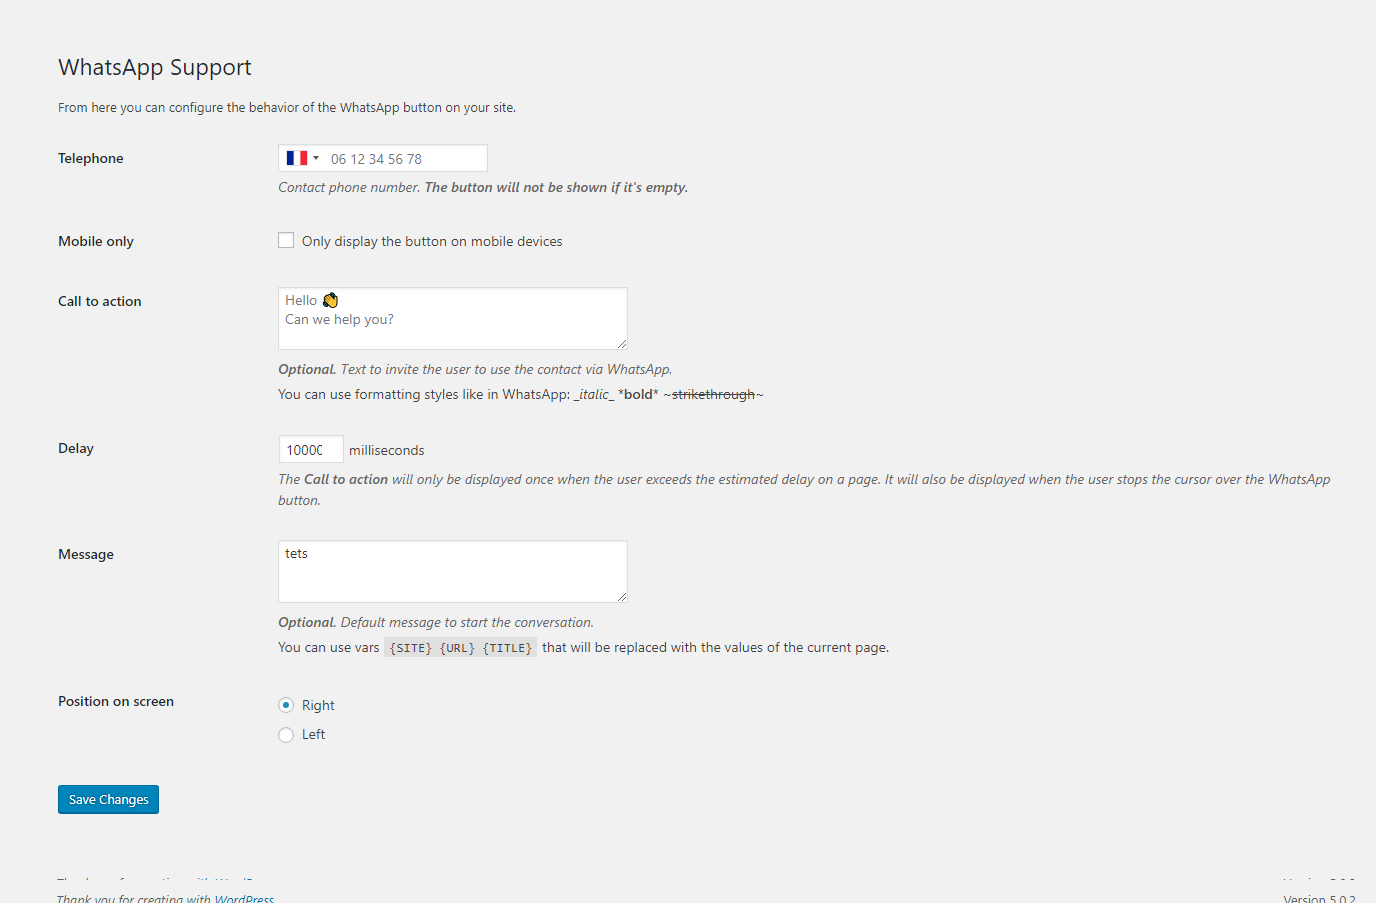 WhatsApp Support
From here you can configure the behavior of the WhatsApp button on your site.
Telephone
06 12 34 56 78
Contact phone number. The button will not be shown if it's empty.
Mobile only
Only display the button on mobile devices
Call to action
Hello 👋
Can we help you?
Optional. Text to invite the user to use the contact via WhatsApp.
You can use formatting styles like in WhatsApp: _italic_ *bold* ~strikethrough~
Delay
10000 milliseconds
The Call to action will only be displayed once when the user exceeds the estimated delay on a page. It will also be displayed when the user stops the cursor over the WhatsApp
button.
Message
tets
Optional. Default message to start the conversation.
You can use vars {SITE} {URL} {TITLE} that will be replaced with the values of the current page.
Position on screen
Right
Left
Save Changes
Thank you for creating with WordPress
Version 5.0.2